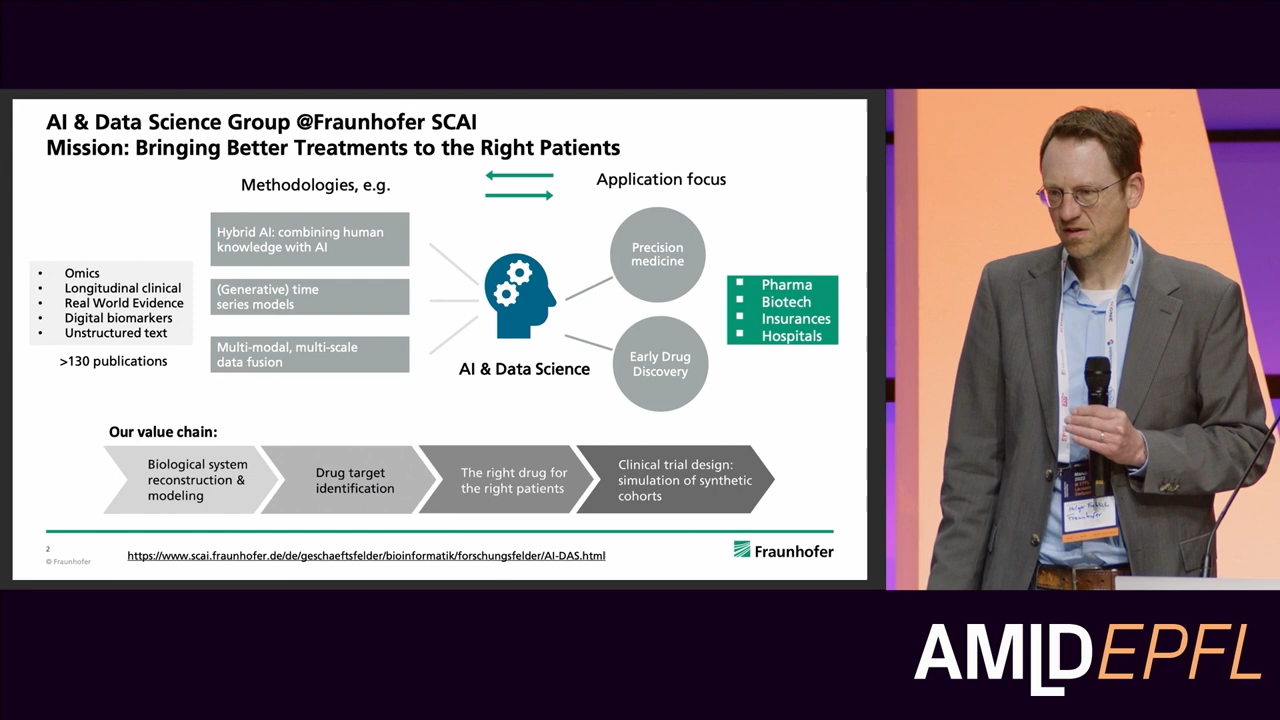 AI & Data Science Group @Fraunhofer SCAI
Mission: Bringing Better Treatments to the Right Patients
Methodologies, e.g.
Application focus
Hybrid AI: combining human
knowledge with AI
(Generative) time
series models
Multi-modal, multi-scale
data fusion
• Omics
• Longitudinal clinical
• Real World Evidence
• Digital biomarkers
• Unstructured text
>130 publications
AI & Data Science
Precision
medicine
Early Drug
Discovery
Pharma
Biotech
Insurances
Hospitals
Our value chain:
Biological system
reconstruction &
modeling
Drug target
identification
The right drug for
the right patients
Clinical trial design:
simulation of synthetic
cohorts
2
© Fraunhofer
https://www.scai.fraunhofer.de/de/geschaeftsfelder/bioinformatik/forschungsfelder/AI-DAS.html
Fraunhofer
2022
Fraunhofer
AMLD EPFL